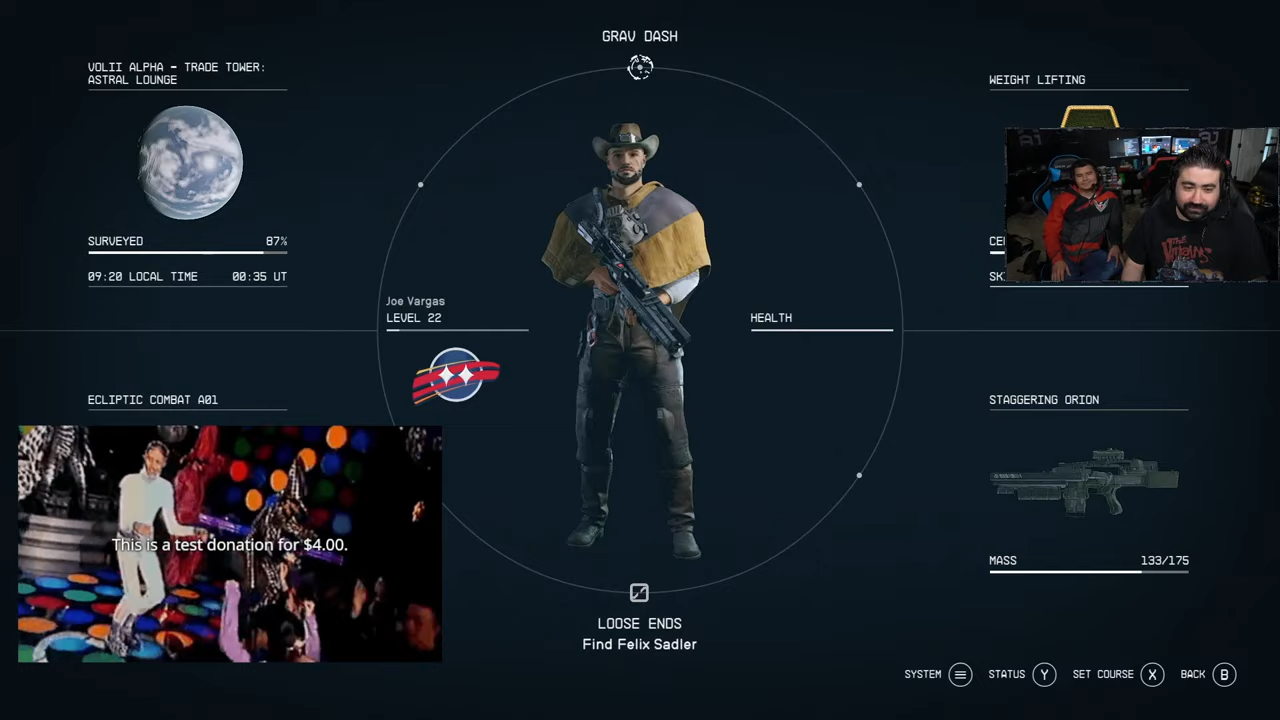 GRAV DASH
VOLII ALPHA - TRADE TOWER:
ASTRAL LOUNGE
WEIGHT LIFTING
SURVEYED 87%
09:20 LOCAL TIME 00:35 UT
Joe Vargas
LEVEL 22
HEALTH
ECLIPTIC COMBAT A01
STAGGERING ORION
This is a test donation for $4.00.
MASS 133/175
LOOSE ENDS
Find Felix Sadler
SYSTEM STATUS Y SET COURSE X BACK B